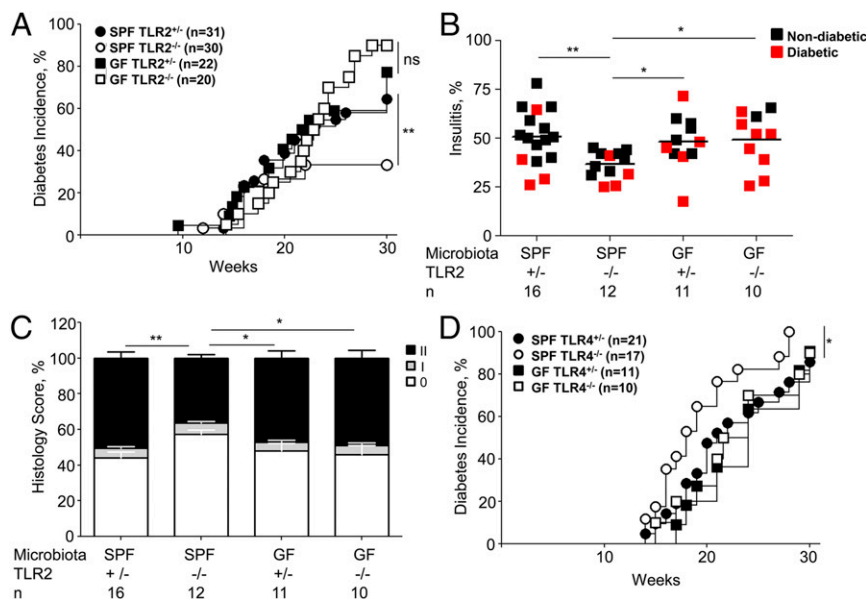 A
SPF TLR2+/- (n=31)
SPF TLR2-/- (n=30)
GF TLR2+/- (n=22)
GF TLR2-/- (n=20)
Diabetes Incidence, %
100
80
60
40
20
0
10 20 30
Weeks
ns
**
B
Non-diabetic
Diabetic
Insulitis, %
100
75
50
25
0
*
**
*
Microbiota SPF SPF GF GF
TLR2 +/- -/- +/- -/-
n 16 12 11 10
C
Histology Score, %
120
100
80
60
40
20
0
*
** *
II
I
0
Microbiota SPF SPF GF GF
TLR2 + /- -/- +/- -/-
n 16 12 11 10
D
SPF TLR4+/- (n=21)
SPF TLR4-/- (n=17)
GF TLR4+/- (n=11)
GF TLR4-/- (n=10)
Diabetes Incidence, %
100
80
60
40
20
0
10 20 30
Weeks
*